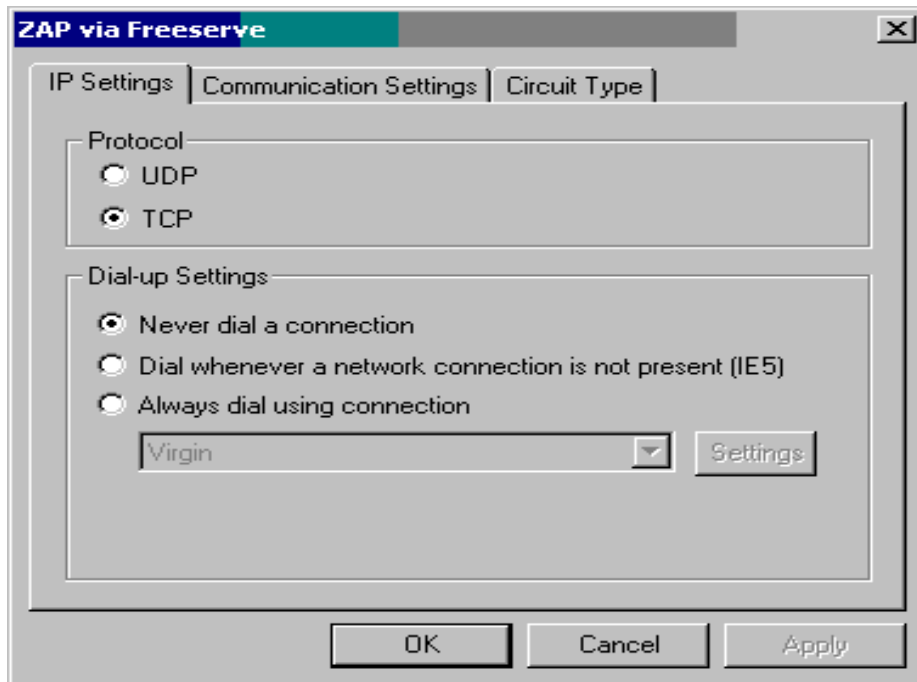 ZAP via Freeserve
IP Settings Communication Settings Circuit Type
Protocol
UDP
TCP
Dial-up Settings
Never dial a connection
Dial whenever a network connection is not present (IE5)
Always dial using connection
Virgin Settings
OK Cancel Apply